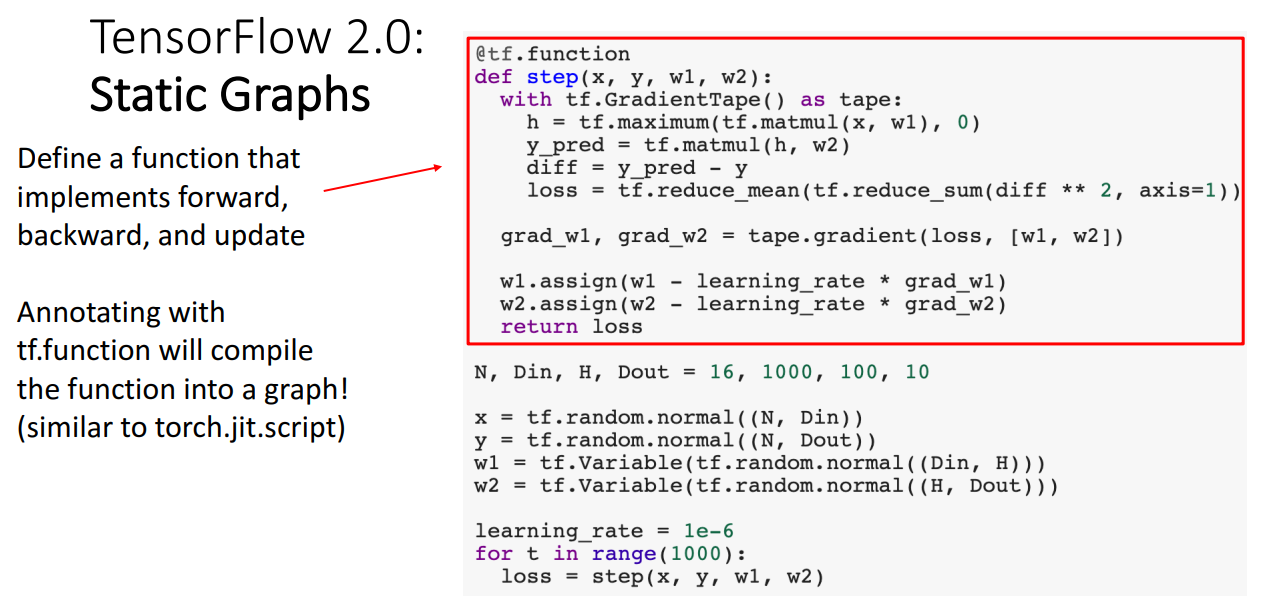 TensorFlow 2.0:
Static Graphs
Define a function that
implements forward,
backward, and update
Annotating with
tf.function will compile
the function into a graph!
(similar to torch.jit.script)
@tf.function
def step(x, y, w1, w2):
  with tf.GradientTape() as tape:
    h = tf.maximum(tf.matmul(x, w1), 0)
    y_pred = tf.matmul(h, w2)
    diff = y_pred - y
    loss = tf.reduce_mean(tf.reduce_sum(diff ** 2, axis=1))
  grad_w1, grad_w2 = tape.gradient(loss, [w1, w2])
  w1.assign(w1 - learning_rate * grad_w1)
  w2.assign(w2 - learning_rate * grad_w2)
  return loss
N, Din, H, Dout = 16, 1000, 100, 10
x = tf.random.normal((N, Din))
y = tf.random.normal((N, Dout))
w1 = tf.Variable(tf.random.normal((Din, H)))
w2 = tf.Variable(tf.random.normal((H, Dout)))
learning_rate = 1e-6
for t in range(1000):
  loss = step(x, y, w1, w2)